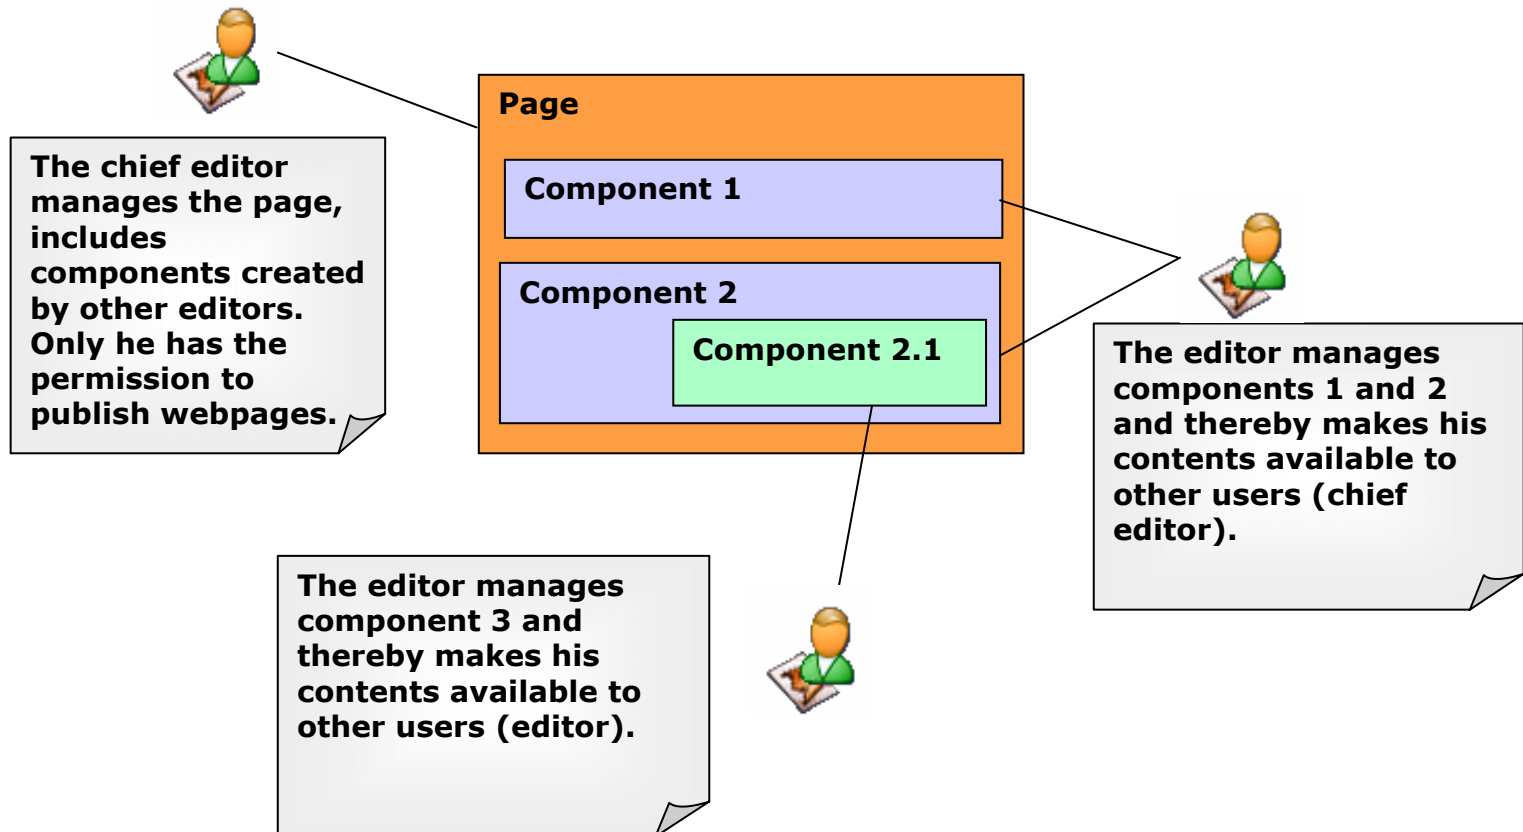 The chief editor
manages the page,
includes
components created
by other editors.
Only he has the
permission to
publish webpages.
Page
Component 1
Component 2
Component 2.1
The editor manages
components 1 and 2
and thereby makes his
contents available to
other users (chief
editor).
The editor manages
component 3 and
thereby makes his
contents available to
other users (editor).